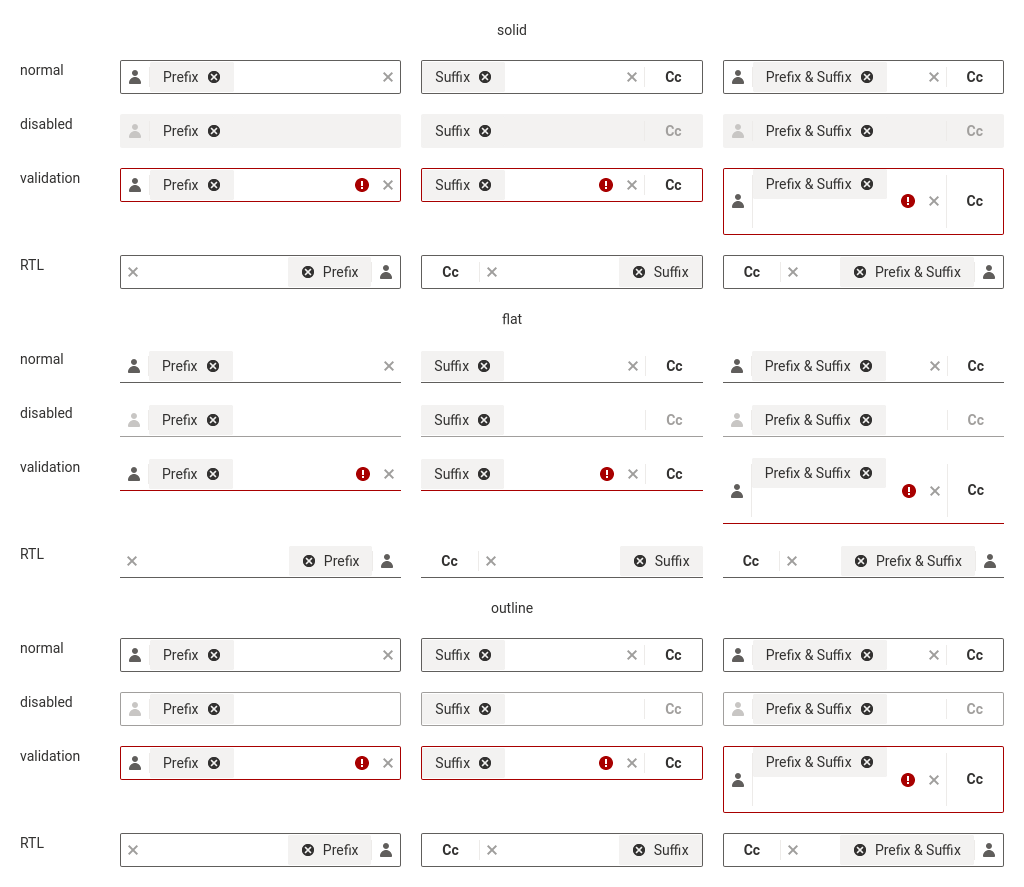 solid
normal Prefix Suffix Cc Prefix & Suffix Cc
disabled Prefix Suffix Cc Prefix & Suffix Cc
validation Prefix Suffix Cc Prefix & Suffix Cc
RTL Prefix Cc Suffix Cc Prefix & Suffix
flat
normal Prefix Suffix Cc Prefix & Suffix Cc
disabled Prefix Suffix Cc Prefix & Suffix Cc
validation Prefix Suffix Cc Prefix & Suffix Cc
RTL Prefix Cc Suffix Cc Prefix & Suffix
outline
normal Prefix Suffix Cc Prefix & Suffix Cc
disabled Prefix Suffix Cc Prefix & Suffix Cc
validation Prefix Suffix Cc Prefix & Suffix Cc
RTL Prefix Cc Suffix Cc Prefix & Suffix